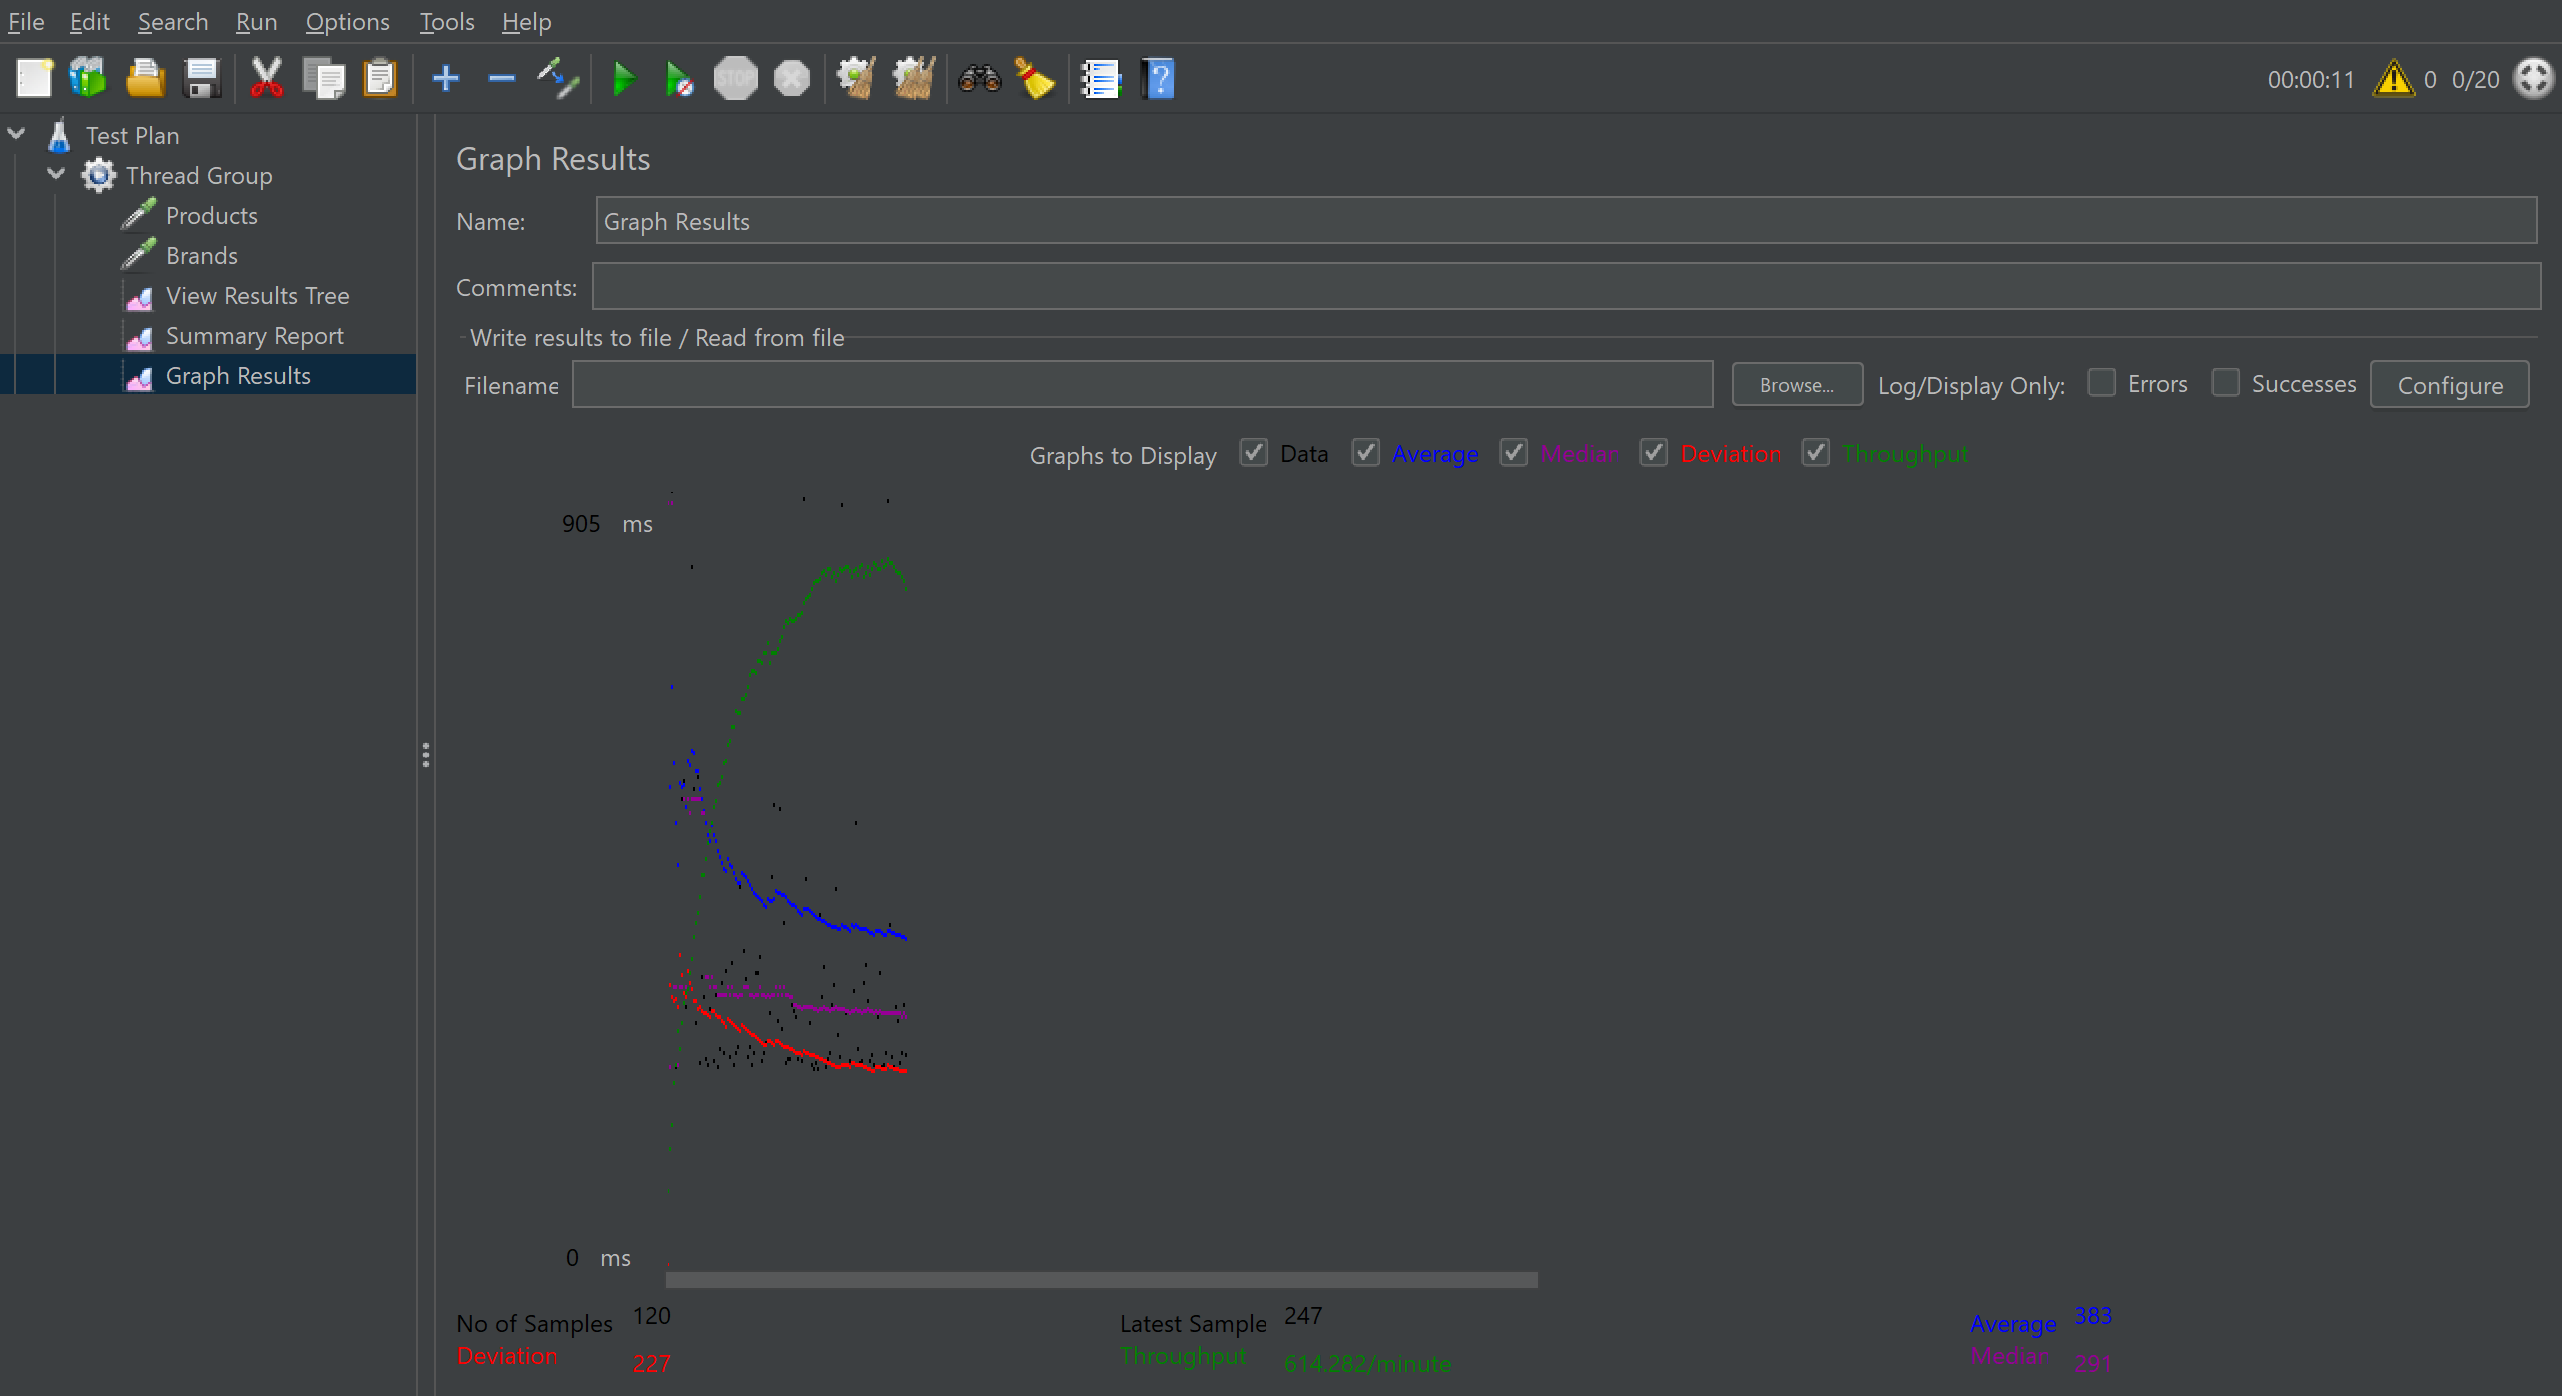 File Edit Search Run Options Tools Help
STOP
00:00:11 0 0/20
Test Plan
Thread Group
Products
Brands
View Results Tree
Summary Report
Graph Results
Graph Results
Name: Graph Results
Comments:
Write results to file / Read from file
Filename Browse... Log/Display Only: Errors Successes Configure
Graphs to Display Data Average Median Deviation Throughput
905 ms
0 ms
No of Samples 120 Latest Sample 247 Average 383
Deviation 227 Throughput 614.282/minute Median 291